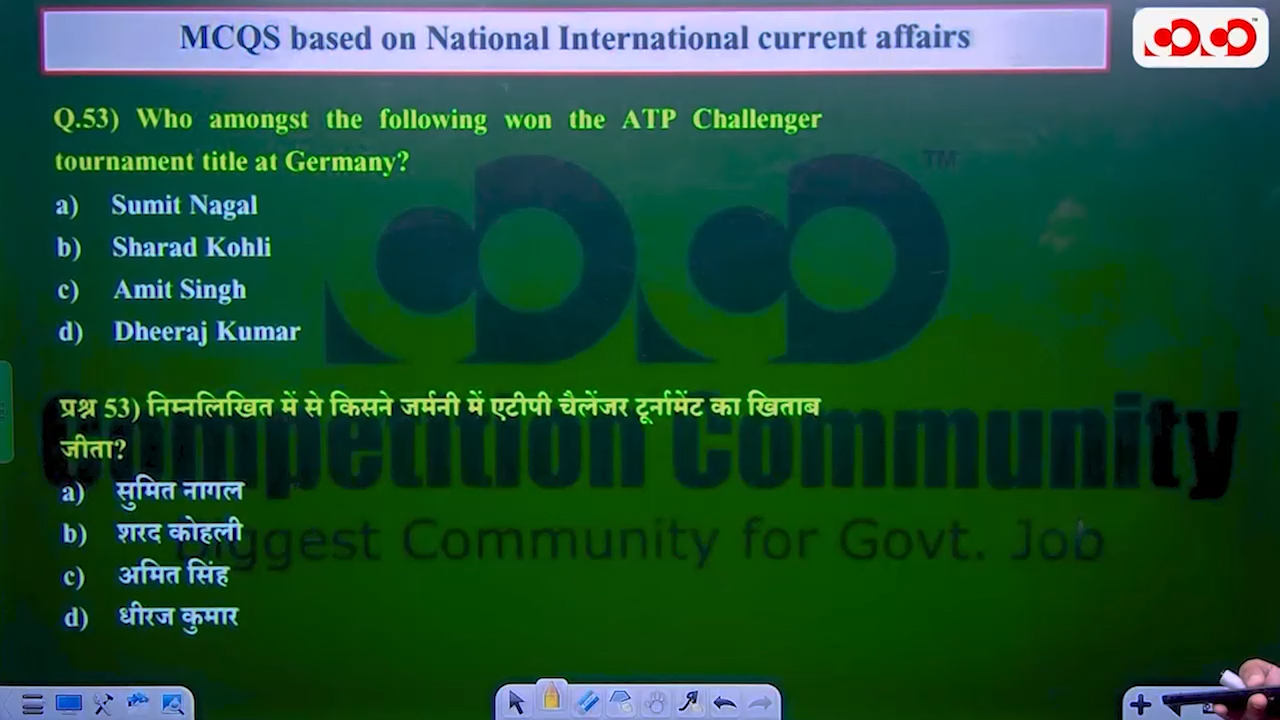 MCQS based on National International current affairs
TM
Q.53) Who amongst the following won the ATP Challenger
tournament title at Germany?
a) Sumit Nagal
b) Sharad Kohli
c) Amit Singh
d) Dheeraj Kumar
TM
प्रश्न 53) निम्नलिखित में से किसने जर्मनी में एटीपी चैलेंजर टूर्नामेंट का खिताब
जीता?
a) सुमित नागल
b) शरद कोहली
c) अमित सिंह
d) धीरज कुमार
Competition Community
Biggest Community for Govt. Job